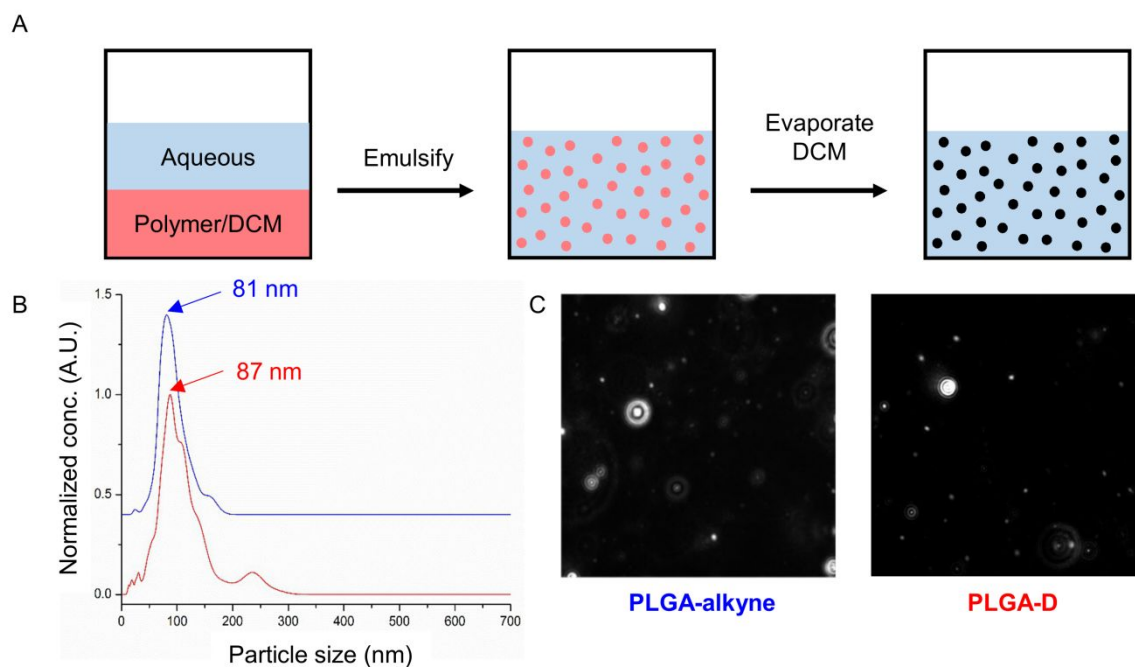 A
Aqueous
Polymer/DCM
Emulsify
Evaporate
DCM
B
1.5
1.0
0.5
0.0
Normalized conc. (A.U.)
81 nm
87 nm
0
100
200
300
400
500
600
700
Particle size (nm)
C
PLGA-alkyne
PLGA-D